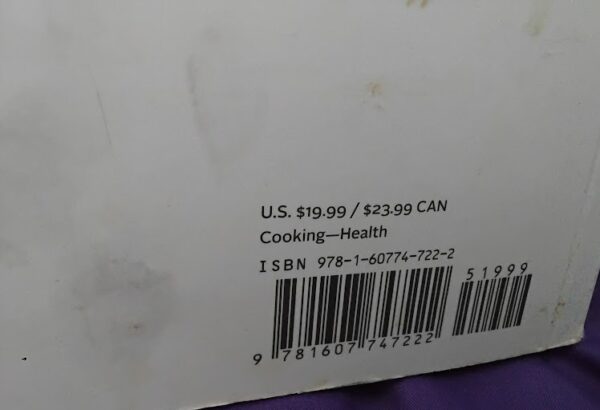 U.S. $19.99 / $23.99 CAN
Cooking—Health
ISBN 978-1-60774-722-2
51999
9 781607 747222